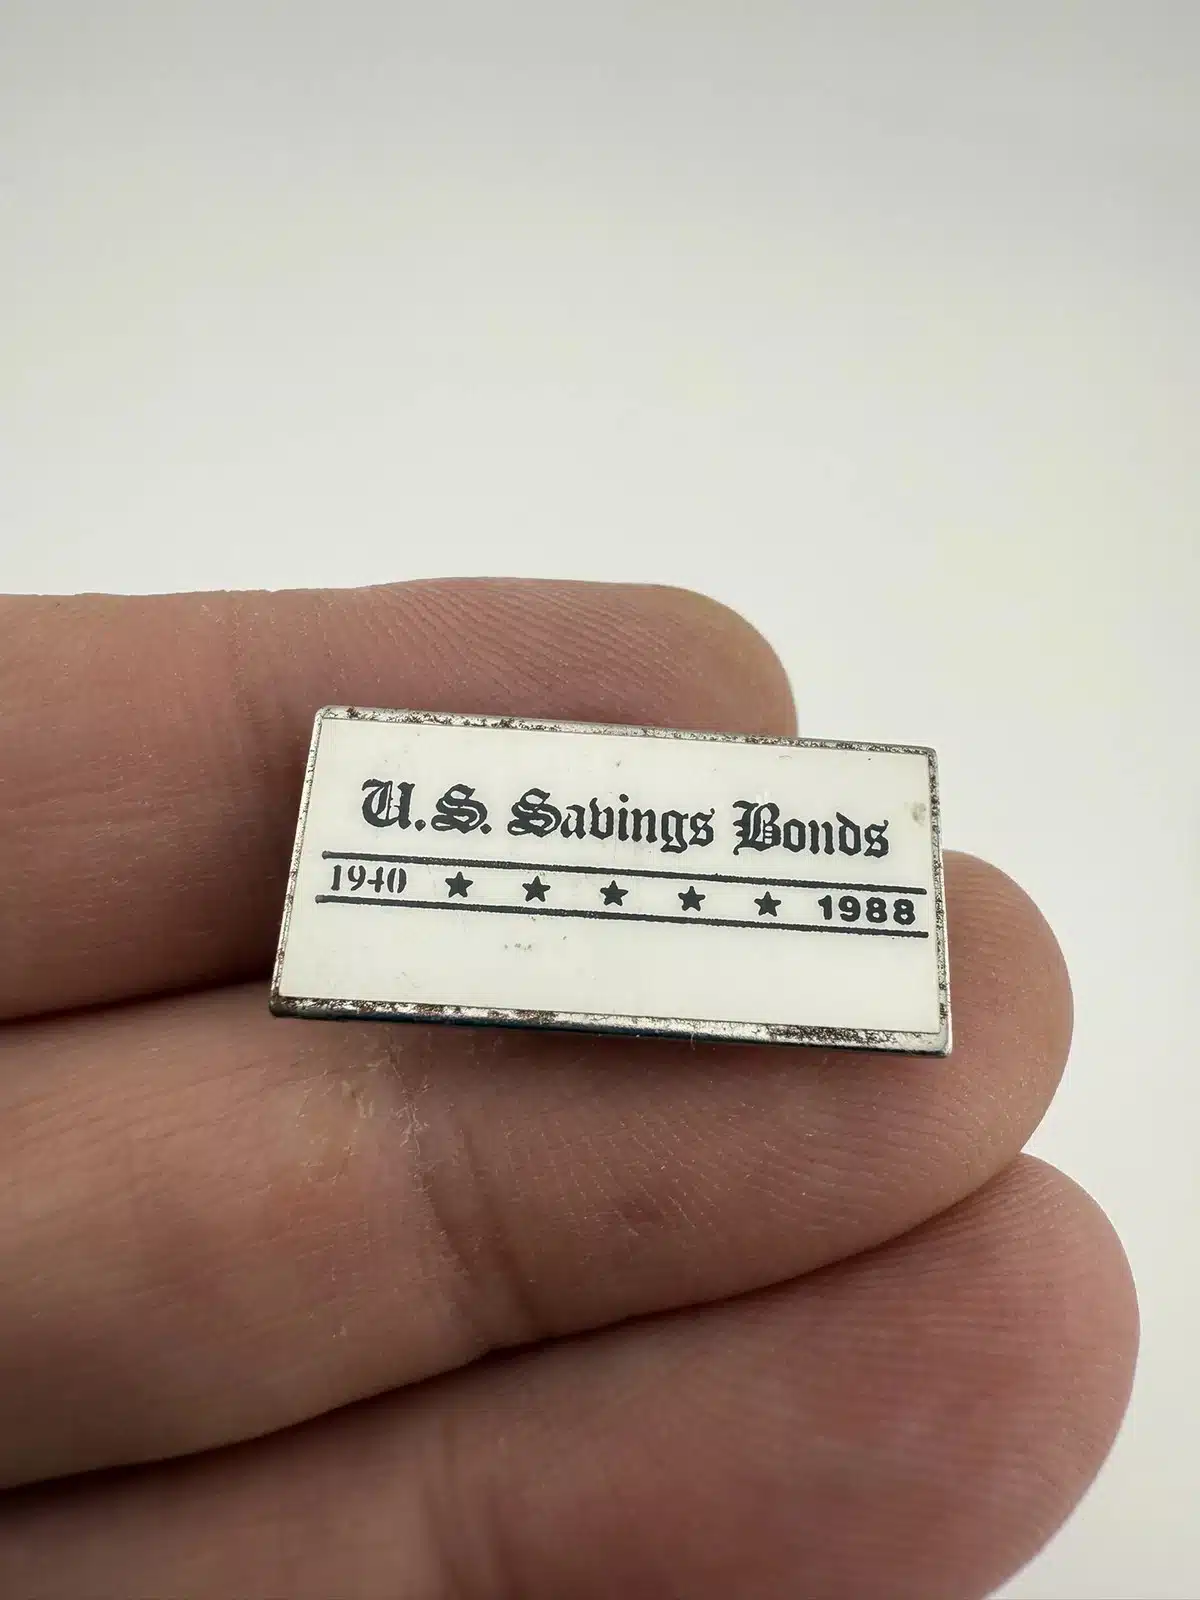 U.S. Savings Bonds
1940 ★ ★ ★ ★ ★ 1988